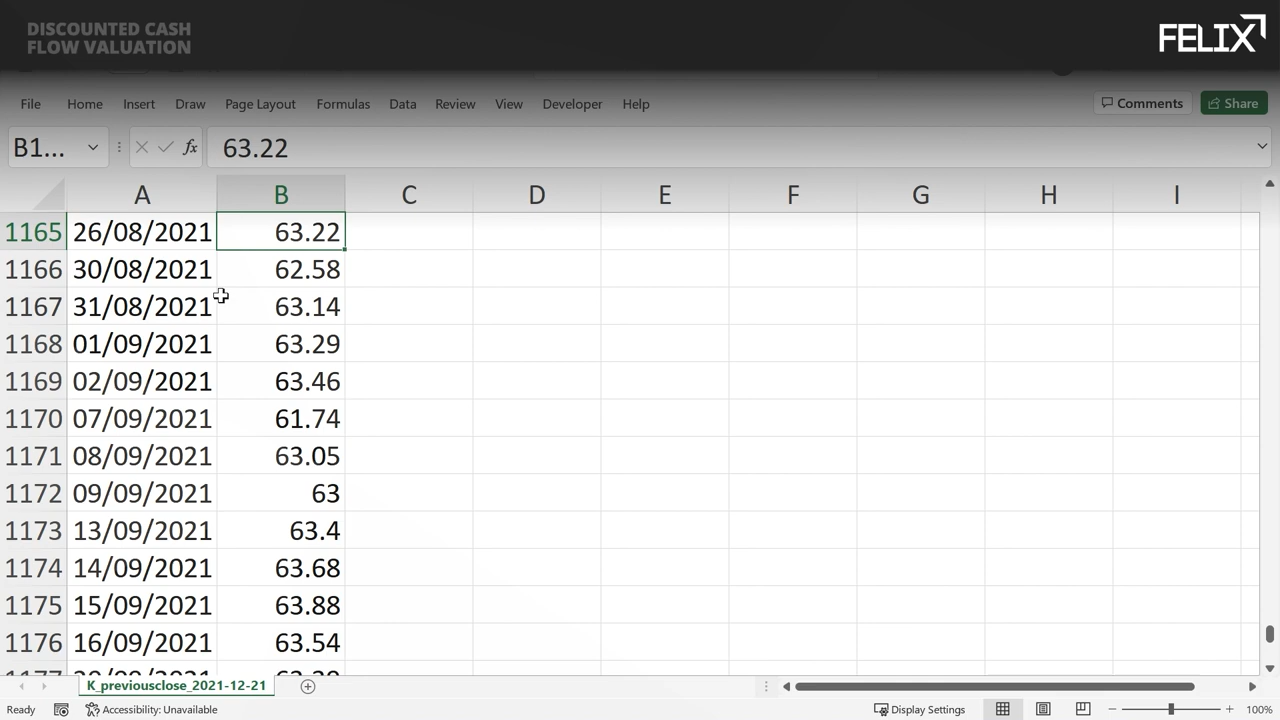 DISCOUNTED CASH
FLOW VALUATION
FELIX
File Home Insert Draw Page Layout Formulas Data Review View Developer Help Comments Share
B1... fx 63.22
A B C D E F G H I
1165 26/08/2021 63.22
1166 30/08/2021 62.58
1167 31/08/2021 63.14
1168 01/09/2021 63.29
1169 02/09/2021 63.46
1170 07/09/2021 61.74
1171 08/09/2021 63.05
1172 09/09/2021 63
1173 13/09/2021 63.4
1174 14/09/2021 63.68
1175 15/09/2021 63.88
1176 16/09/2021 63.54
K_previousclose_2021-12-21
Ready Accessibility: Unavailable Display Settings 100%